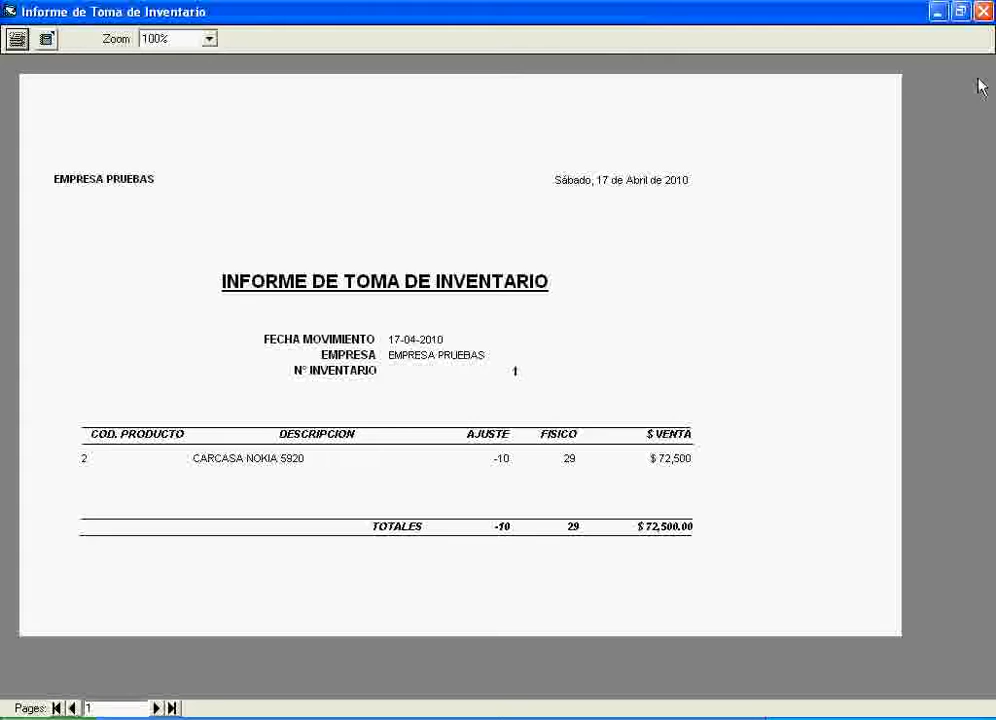 Informe de Toma de Inventario
Zoom 100%
EMPRESA PRUEBAS Sábado, 17 de Abril de 2010
INFORME DE TOMA DE INVENTARIO
FECHA MOVIMIENTO 17-04-2010
EMPRESA EMPRESA PRUEBAS
N° INVENTARIO 1
COD. PRODUCTO DESCRIPCION AJUSTE FISICO $ VENTA
2 CARCASA NOKIA 5920 -10 29 $ 72,500
TOTALES -10 29 $ 72,500.00
Pages: 1